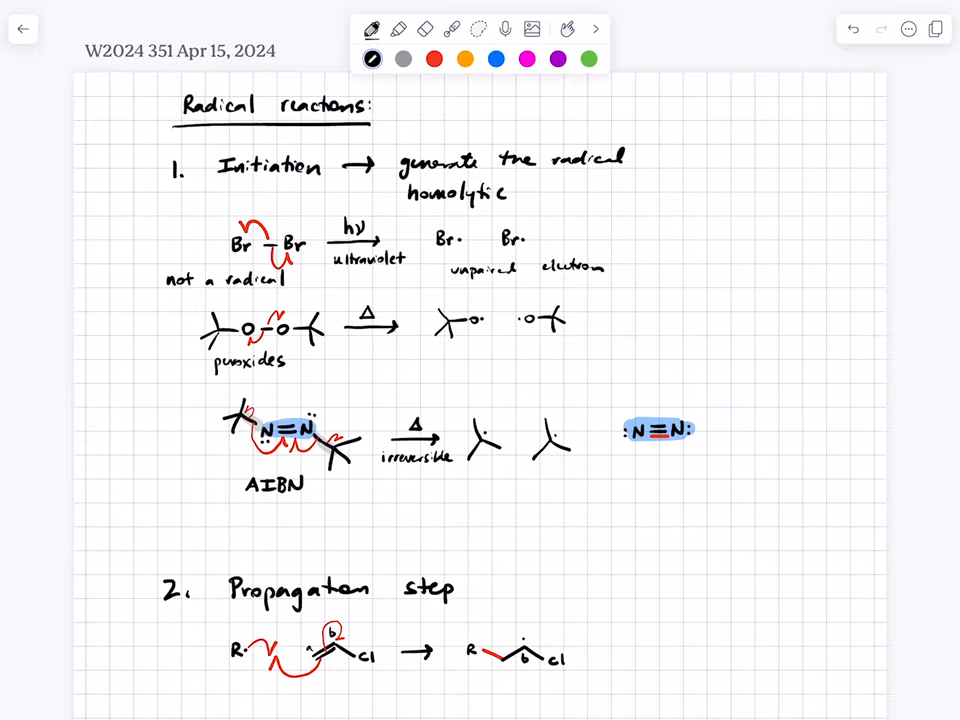 W2024 351 Apr 15, 2024
Radical reactions:
1. Initiation → generate the radical
homolytic
Br – Br hν Br· Br·
ultraviolet unpaired electron
not a radical
O – O Δ O· ·O
peroxides
N=N Δ :N≡N:
irreversible
AIBN
2. Propagation step
b
R· a Cl → R b Cl